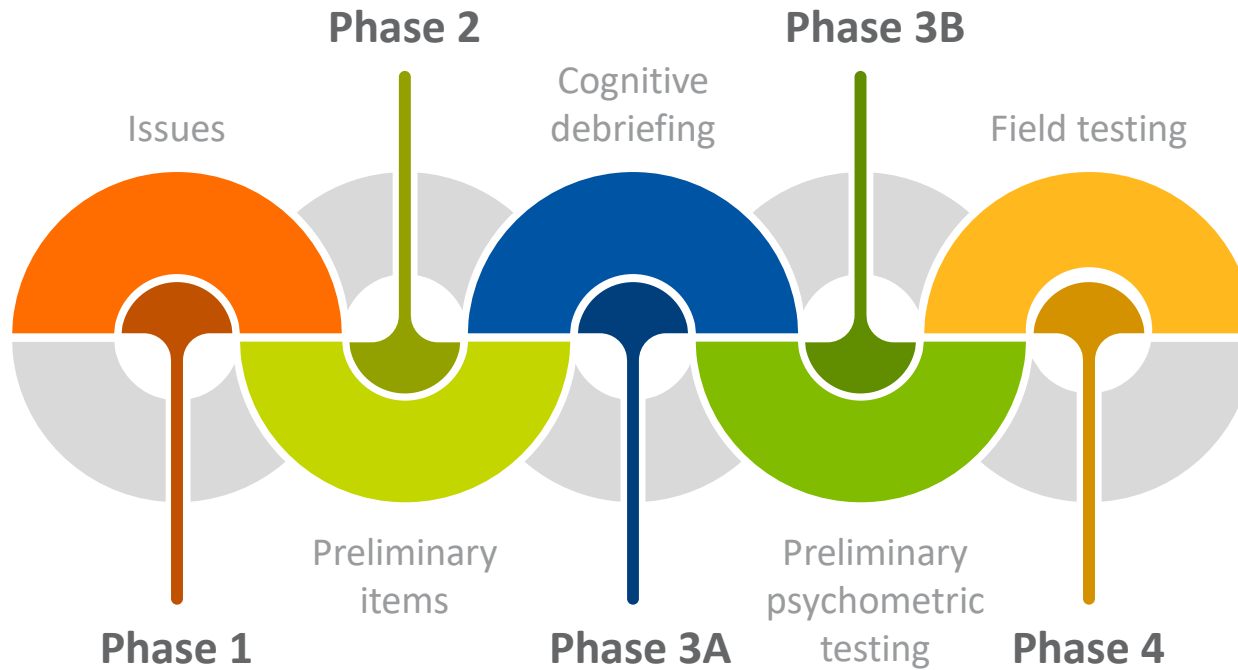 Phase 2
Phase 3B
Issues
Cognitive
debriefing
Field testing
Preliminary
items
Preliminary
psychometric
testing
Phase 1
Phase 3A
Phase 4